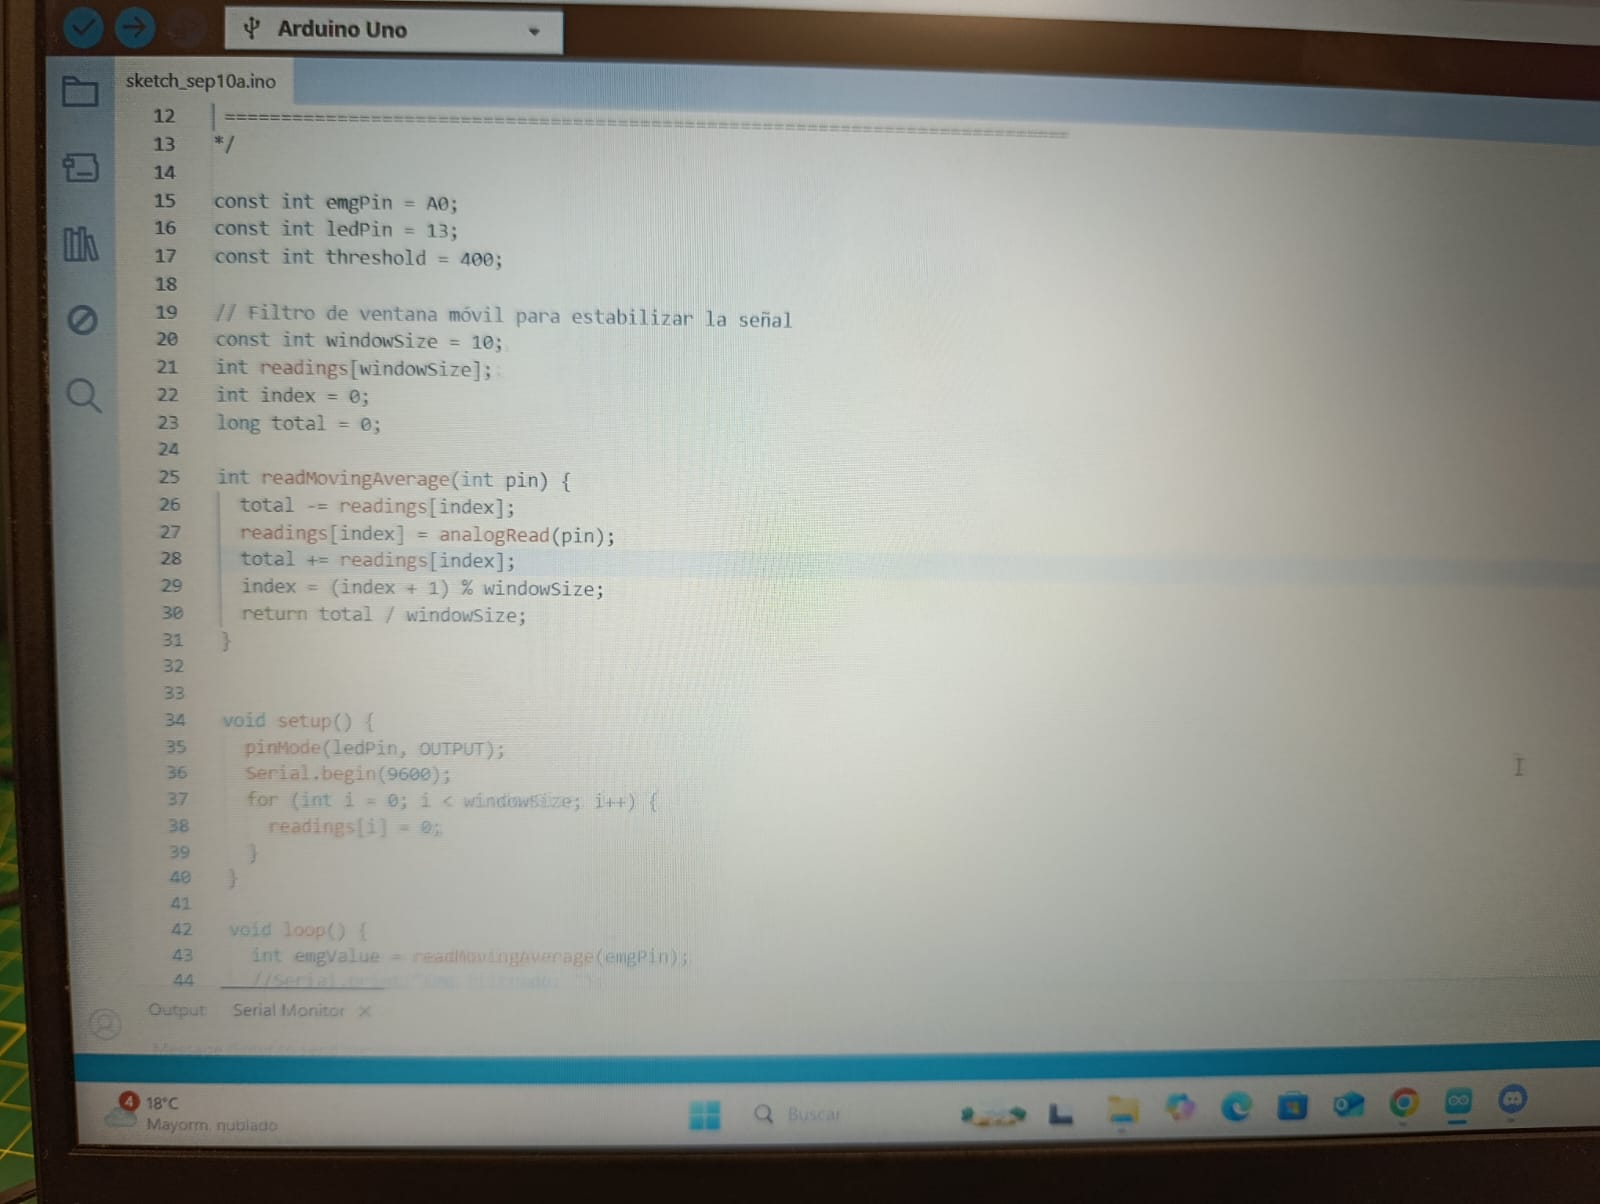 Arduino Uno
sketch_sep10a.ino
12 ============================================================================
13 */
14
15 const int emgPin = A0;
16 const int ledPin = 13;
17 const int threshold = 400;
18
19 // Filtro de ventana móvil para estabilizar la señal
20 const int windowSize = 10;
21 int readings[windowSize];
22 int index = 0;
23 long total = 0;
24
25 int readMovingAverage(int pin) {
26 total -= readings[index];
27 readings[index] = analogRead(pin);
28 total += readings[index];
29 index = (index + 1) % windowSize;
30 return total / windowSize;
31 }
32
33
34 void setup() {
35 pinMode(ledPin, OUTPUT);
36 Serial.begin(9600);
37 for (int i = 0; i < windowSize; i++) {
38 readings[i] = 0;
39 }
40 }
41
42 void loop() {
43 int emgValue = readMovingAverage(emgPin);
44 //Serial.print(
Output Serial Monitor
4 18°C
Mayorm. nublado
Buscar